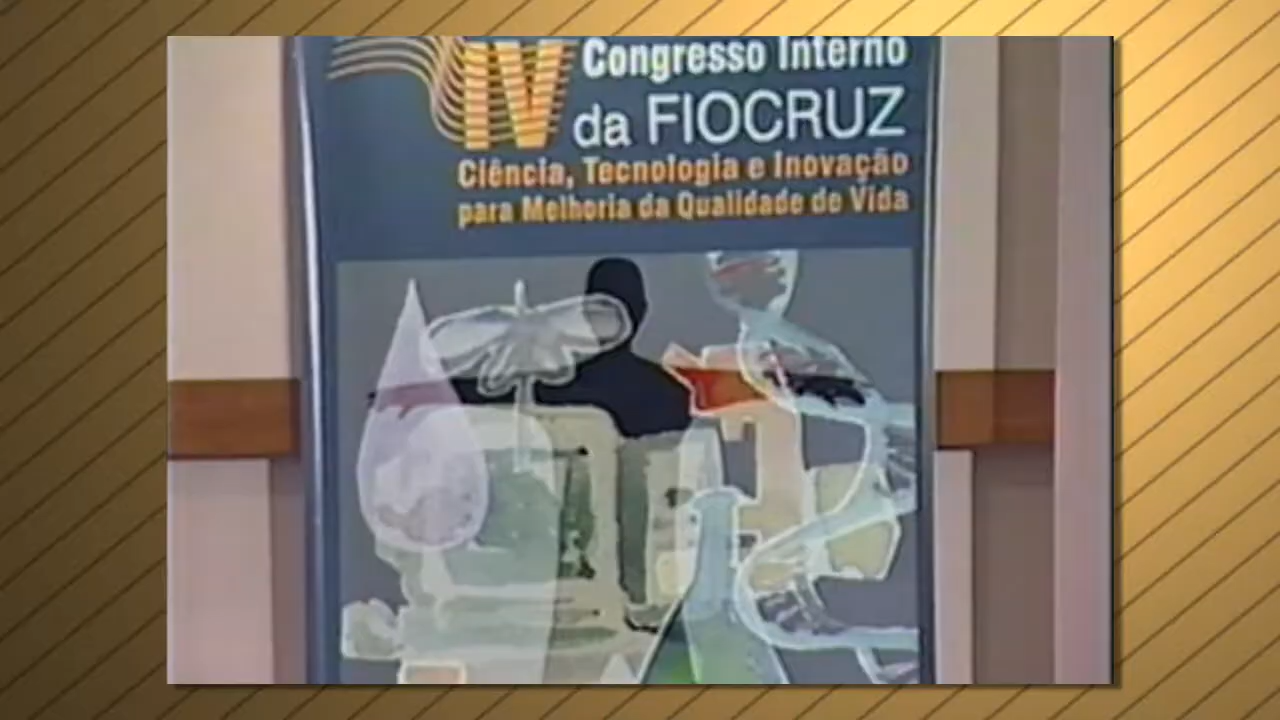 IV Congresso Interno
da FIOCRUZ
Ciência, Tecnologia e Inovação
para Melhoria da Qualidade de Vida